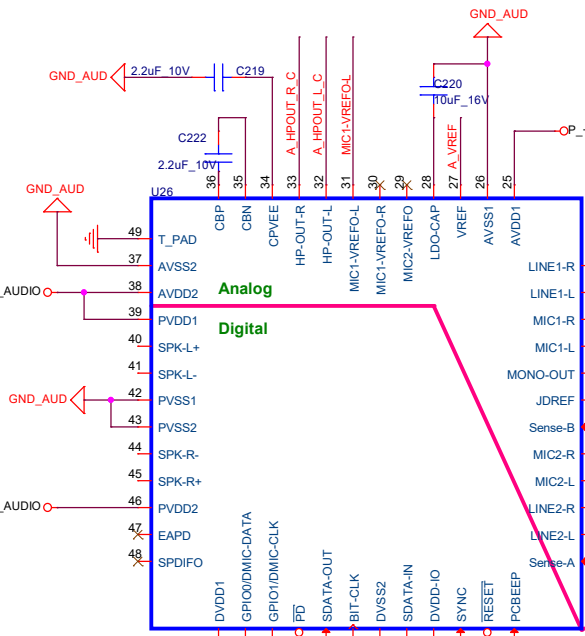 GND_AUD
GND_AUD
2.2uF_10V
C219
A_HPOUT_R_C
A_HPOUT_L_C
MIC1-VREFO-L
C220
10uF_16V
A_VREF
P_
C222
2.2uF_10V
36
35
34
33
32
31
30
29
28
27
26
25
GND_AUD
U26
CBP
CBN
CPVEE
HP-OUT-R
HP-OUT-L
MIC1-VREFO-L
MIC1-VREFO-R
MIC2-VREFO
LDO-CAP
VREF
AVSS1
AVDD1
49 T_PAD
37 AVSS2
LINE1-R
_AUDIO
38 AVDD2
Analog
LINE1-L
39 PVDD1
Digital
MIC1-R
40 SPK-L+
MIC1-L
41 SPK-L-
MONO-OUT
GND_AUD
42 PVSS1
JDREF
43 PVSS2
Sense-B
44 SPK-R-
MIC2-R
45 SPK-R+
MIC2-L
_AUDIO
46 PVDD2
LINE2-R
47 EAPD
LINE2-L
48 SPDIFO
Sense-A
DVDD1
GPIO0/DMIC-DATA
GPIO1/DMIC-CLK
PD
SDATA-OUT
BIT-CLK
DVSS2
SDATA-IN
DVDD-IO
SYNC
RESET
PCBEEP